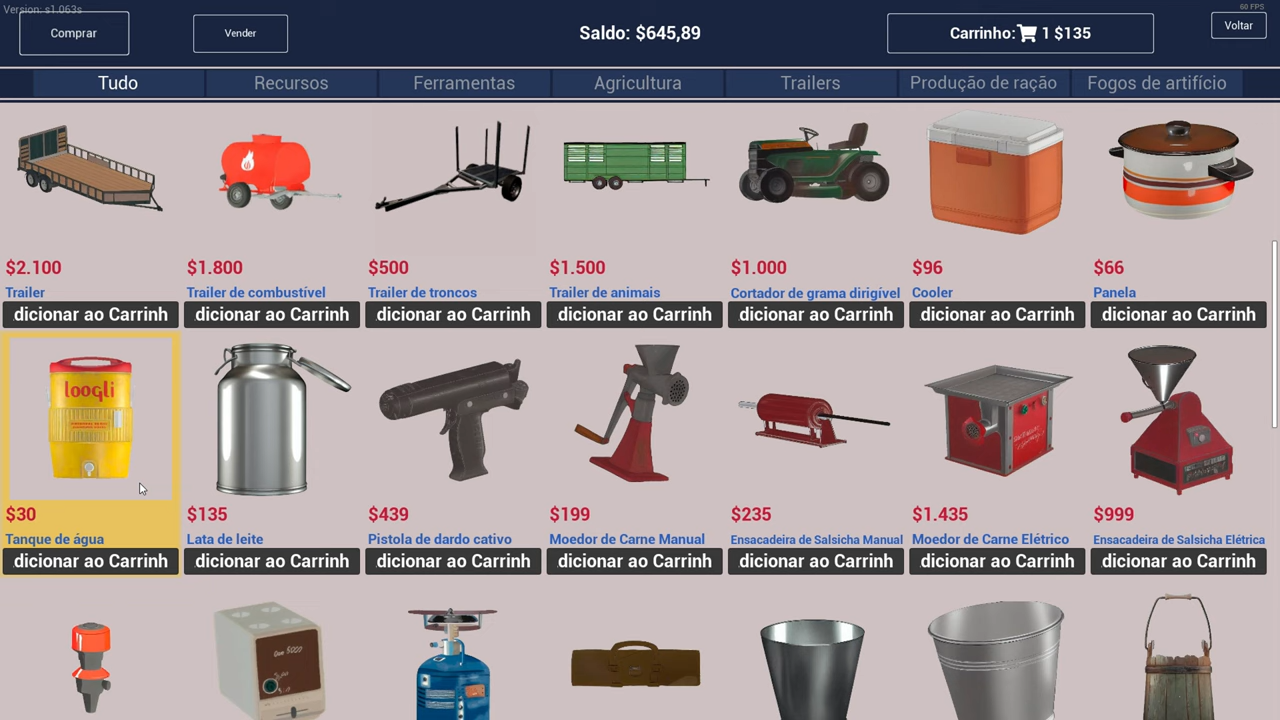 Version: s1.063s
60 FPS
Comprar
Vender
Saldo: $645,89
Carrinho: 1 $135
Voltar
Tudo
Recursos
Ferramentas
Agricultura
Trailers
Produção de ração
Fogos de artifício
$2.100
$1.800
$500
$1.500
$1.000
$96
$66
Trailer
Trailer de combustível
Trailer de troncos
Trailer de animais
Cortador de grama dirigível
Cooler
Panela
dicionar ao Carrinh
dicionar ao Carrinh
dicionar ao Carrinh
dicionar ao Carrinh
dicionar ao Carrinh
dicionar ao Carrinh
dicionar ao Carrinh
loogli
$30
$135
$439
$199
$235
$1.435
$999
Tanque de água
Lata de leite
Pistola de dardo cativo
Moedor de Carne Manual
Ensacadeira de Salsicha Manual
Moedor de Carne Elétrico
Ensacadeira de Salsicha Elétrica
dicionar ao Carrinh
dicionar ao Carrinh
dicionar ao Carrinh
dicionar ao Carrinh
dicionar ao Carrinh
dicionar ao Carrinh
dicionar ao Carrinh